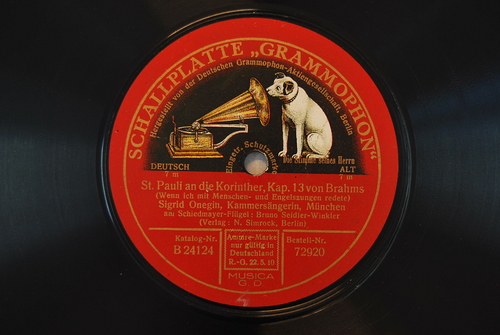 SCHALLPLATTE „GRAMMOPHON“
Hergestellt von der Deutschen Grammophon-Aktiengesellschaft, Berlin
Eingetr. Schutzmarke
Die Stimme seines Herrn
DEUTSCH
7 m
ALT
7 m
St. Pauli an die Korinther, Kap. 13 von Brahms
(Wenn ich mit Menschen- und Engelszungen redete)
Sigrid Onegin, Kammersängerin, München
am Schiedmayer-Flügel: Bruno Seidler-Winkler
(Verlag: N. Simrock, Berlin)
Katalog-Nr.
B 24124
Ammre-Marke
nur gültig in
Deutschland
R.-G. 22. 5. 10
Bestell-Nr.
72920
MUSICA
G. D.